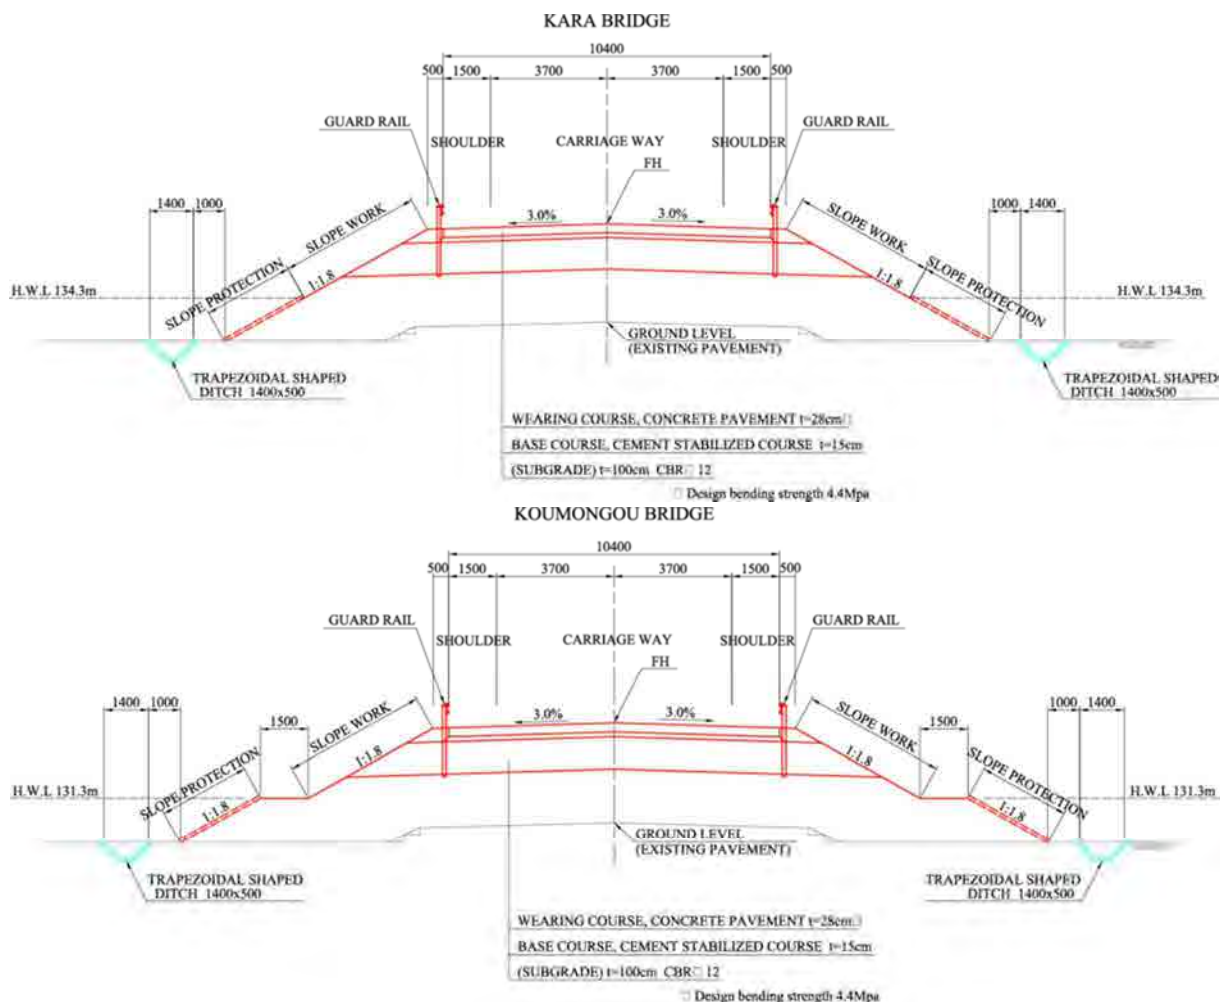 KARA BRIDGE
10400
500 1500 3700 3700 1500 500
GUARD RAIL
GUARD RAIL
SHOULDER CARRIAGE WAY SHOULDER
FH
1400 1000
SLOPE WORK
3.0% 3.0%
SLOPE WORK
1000 1400
SLOPE PROTECTION
1:1.8
1:1.8
SLOPE PROTECTION
H.W.L 134.3m
H.W.L 134.3m
GROUND LEVEL
(EXISTING PAVEMENT)
TRAPEZOIDAL SHAPED
DITCH 1400x500
TRAPEZOIDAL SHAPED
DITCH 1400x500
WEARING COURSE, CONCRETE PAVEMENT t=28cm□
BASE COURSE, CEMENT STABILIZED COURSE t=15cm
(SUBGRADE) t=100cm CBR□ 12
□ Design bending strength 4.4Mpa
KOUMONGOU BRIDGE
10400
500 1500 3700 3700 1500 500
GUARD RAIL
GUARD RAIL
SHOULDER CARRIAGE WAY SHOULDER
FH
1400 1000
1500
SLOPE WORK
3.0% 3.0%
SLOPE WORK
1500
1000 1400
SLOPE PROTECTION
1:1.8
1:1.8
1:1.8
1:1.8
SLOPE PROTECTION
H.W.L 131.3m
H.W.L 131.3m
GROUND LEVEL
(EXISTING PAVEMENT)
TRAPEZOIDAL SHAPED
DITCH 1400x500
TRAPEZOIDAL SHAPED
DITCH 1400x500
WEARING COURSE, CONCRETE PAVEMENT t=28cm□
BASE COURSE, CEMENT STABILIZED COURSE t=15cm
(SUBGRADE) t=100cm CBR□ 12
□ Design bending strength 4.4Mpa